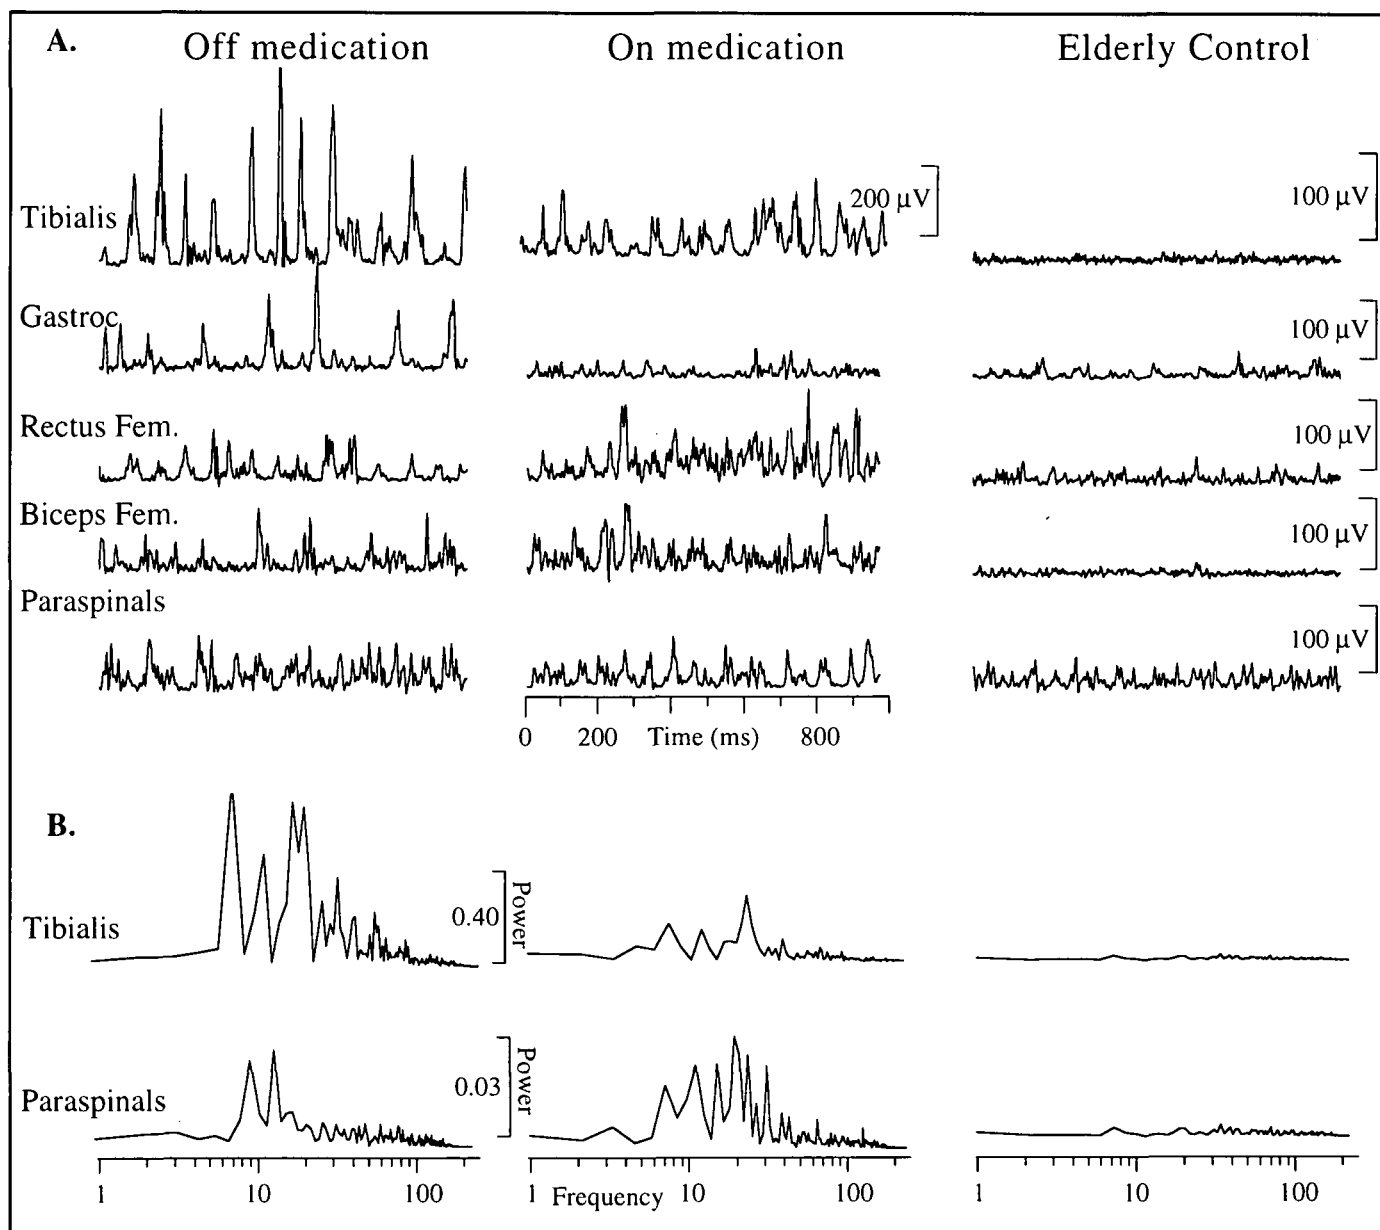 A.
Off medication
On medication
Elderly Control
Tibialis
200 µV
100 µV
Gastroc
100 µV
Rectus Fem.
100 µV
Biceps Fem.
100 µV
Paraspinals
100 µV
0 200 Time (ms) 800
B.
Tibialis
0.40
Power
Paraspinals
0.03
Power
1 10 100
1 Frequency 10 100
1 10 100